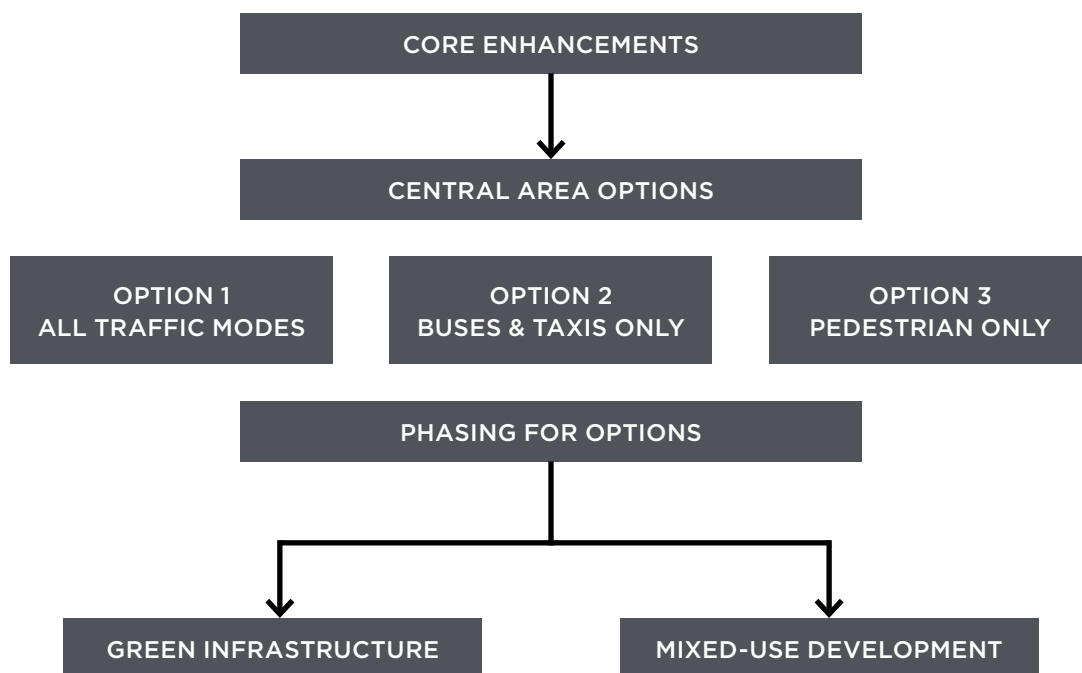 CORE ENHANCEMENTS
CENTRAL AREA OPTIONS
OPTION 1
ALL TRAFFIC MODES
OPTION 2
BUSES & TAXIS ONLY
OPTION 3
PEDESTRIAN ONLY
PHASING FOR OPTIONS
GREEN INFRASTRUCTURE
MIXED-USE DEVELOPMENT